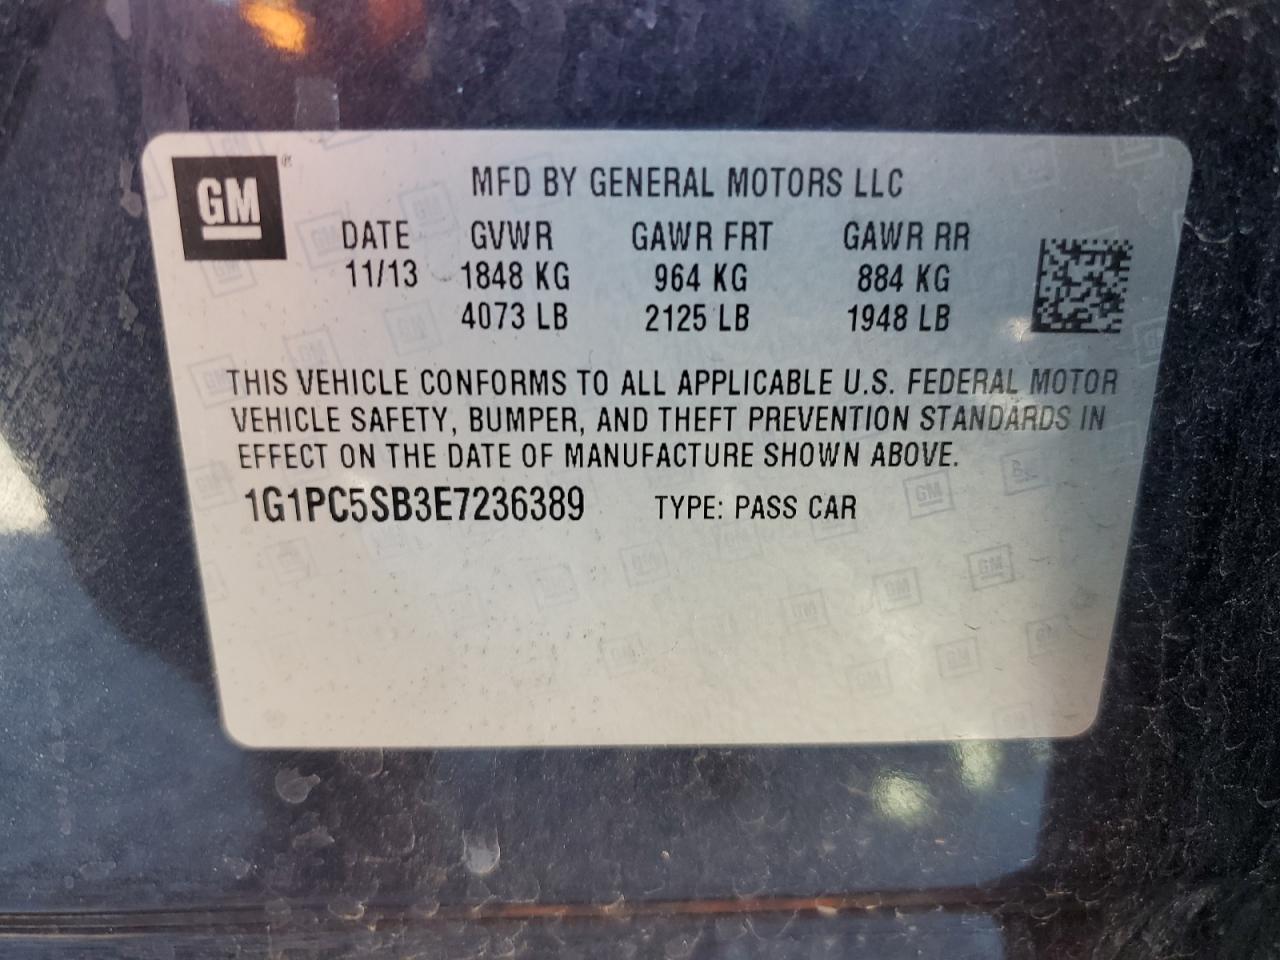 GM®
MFD BY GENERAL MOTORS LLC
DATE GVWR GAWR FRT GAWR RR
11/13 1848 KG 964 KG 884 KG
4073 LB 2125 LB 1948 LB
THIS VEHICLE CONFORMS TO ALL APPLICABLE U.S. FEDERAL MOTOR
VEHICLE SAFETY, BUMPER, AND THEFT PREVENTION STANDARDS IN
EFFECT ON THE DATE OF MANUFACTURE SHOWN ABOVE.
1G1PC5SB3E7236389 TYPE: PASS CAR